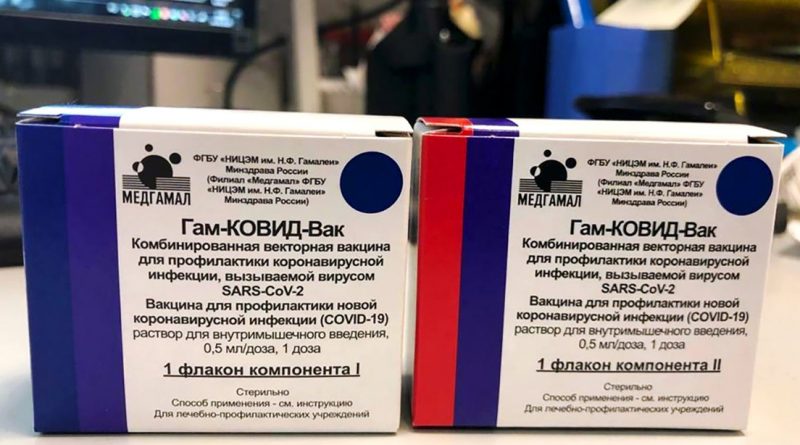 ФГБУ «НИЦЭМ им. Н.Ф. Гамалеи»
Минздрава России
(Филиал «Медгамал» ФГБУ
«НИЦЭМ им. Н.Ф. Гамалеи»
Минздрава России)
МЕДГАМАЛ
Гам-КОВИД-Вак
Комбинированная векторная вакцина
для профилактики коронавирусной
инфекции, вызываемой вирусом
SARS-CoV-2
Вакцина для профилактики новой
коронавирусной инфекции (COVID-19)
раствор для внутримышечного введения,
0,5 мл/доза, 1 доза
1 флакон компонента I
Стерильно
Способ применения - см. инструкцию
Для лечебно-профилактических учреждений
ФГБУ «НИЦЭМ им. Н.Ф. Гамалеи»
Минздрава России
(Филиал «Медгамал» ФГБУ
«НИЦЭМ им. Н.Ф. Гамалеи»
Минздрава России)
МЕДГАМАЛ
Гам-КОВИД-Вак
Комбинированная векторная вакцина
для профилактики коронавирусной
инфекции, вызываемой вирусом
SARS-CoV-2
Вакцина для профилактики новой
коронавирусной инфекции (COVID-19)
раствор для внутримышечного введения,
0,5 мл/доза, 1 доза
1 флакон компонента II
Стерильно
Способ применения - см. инструкцию
Для лечебно-профилактических учреждений